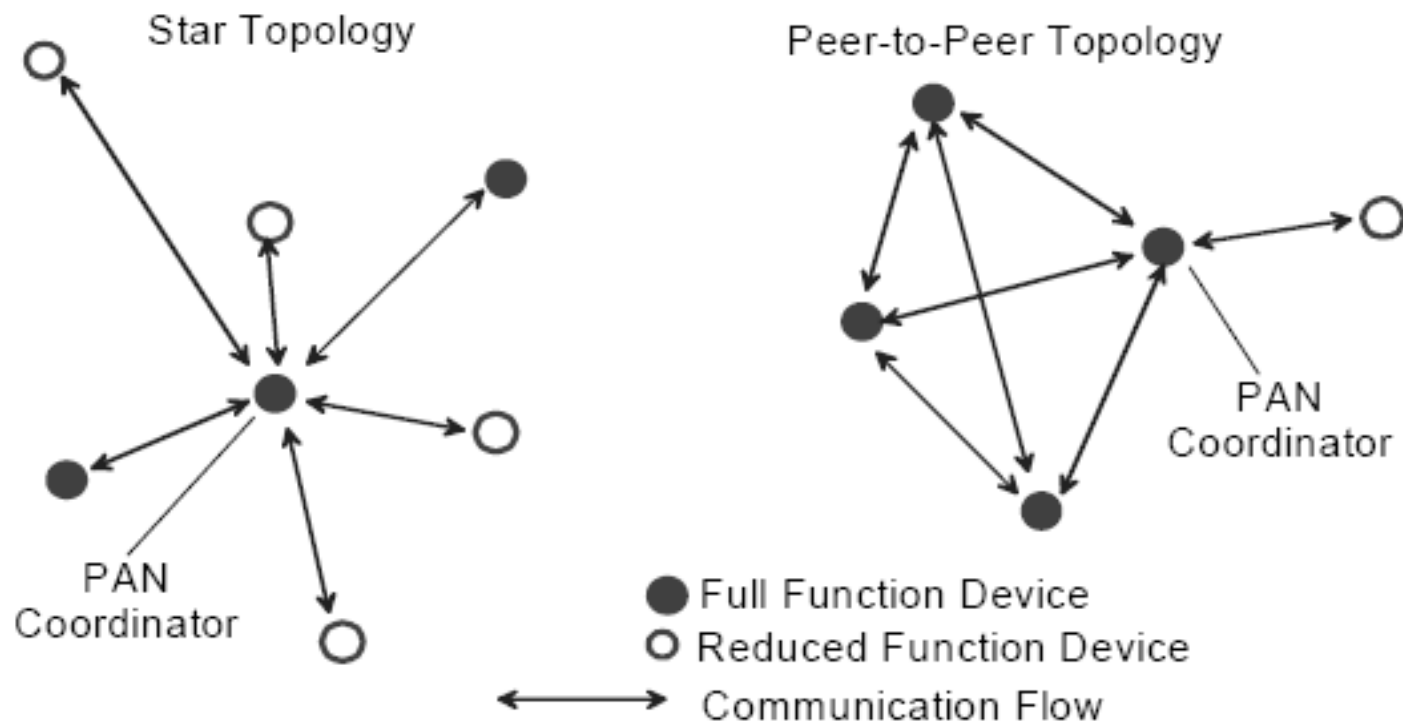 Star Topology
Peer-to-Peer Topology
PAN
Coordinator
PAN
Coordinator
Full Function Device
Reduced Function Device
Communication Flow